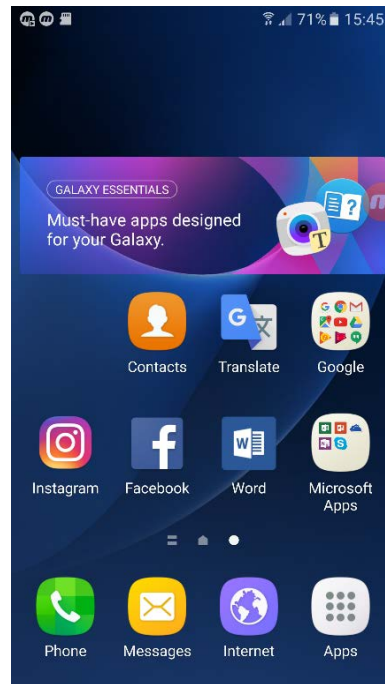 71% 15:45
GALAXY ESSENTIALS
Must-have apps designed
for your Galaxy.
Contacts Translate Google
Instagram Facebook Word Microsoft
Apps
Phone Messages Internet Apps